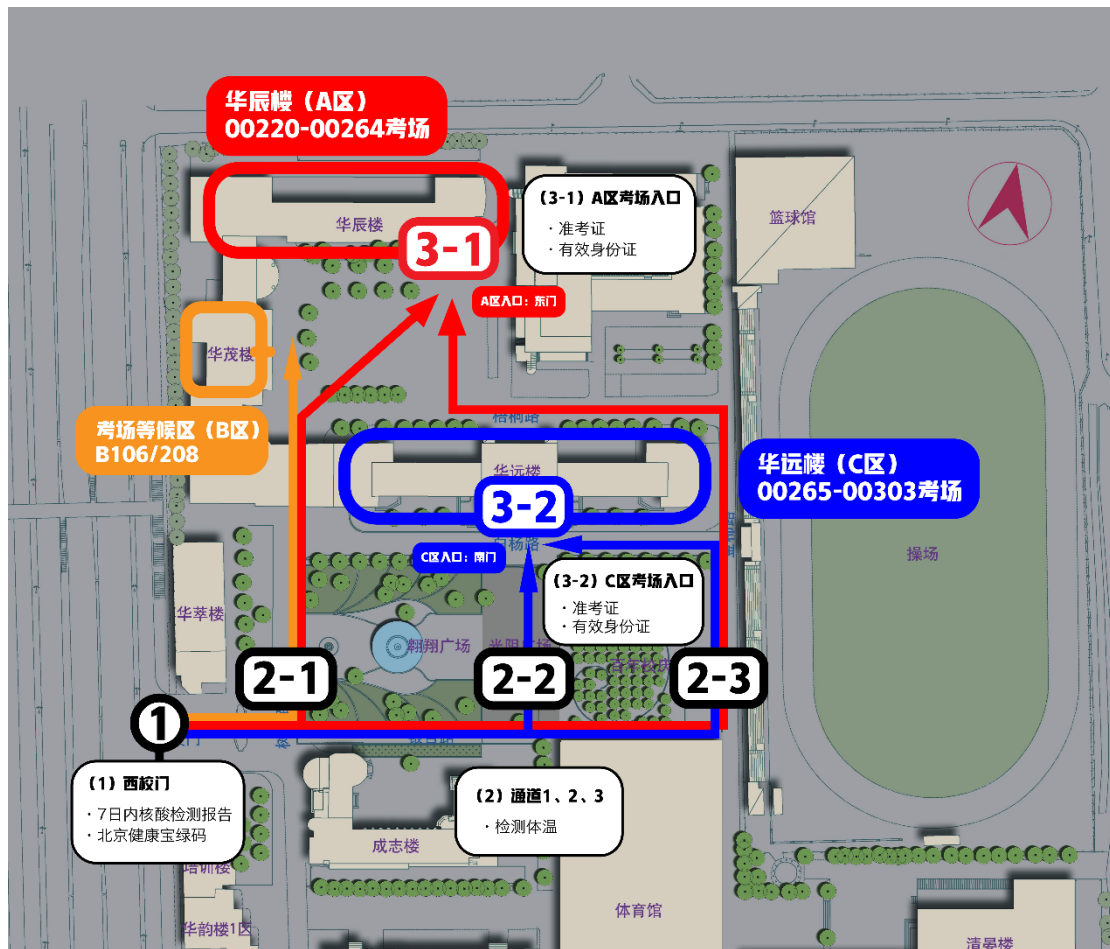 华辰楼（A区）
00220-00264考场
华辰楼
3-1
（3-1）A区考场入口
· 准考证
· 有效身份证
篮球馆
A区入口：东门
华茂楼
考场等候区（B区）
B106/208
梧桐路
华远楼
3-2
华远楼（C区）
00265-00303考场
白杨路
C区入口：南门
（3-2）C区考场入口
· 准考证
· 有效身份证
操场
华萃楼
翱翔广场
2-1
2-2
2-3
1
（1）西校门
· 7日内核酸检测报告
· 北京健康宝绿码
（2）通道1、2、3
· 检测体温
成志楼
培训楼
华韵楼1区
体育馆
清晏楼